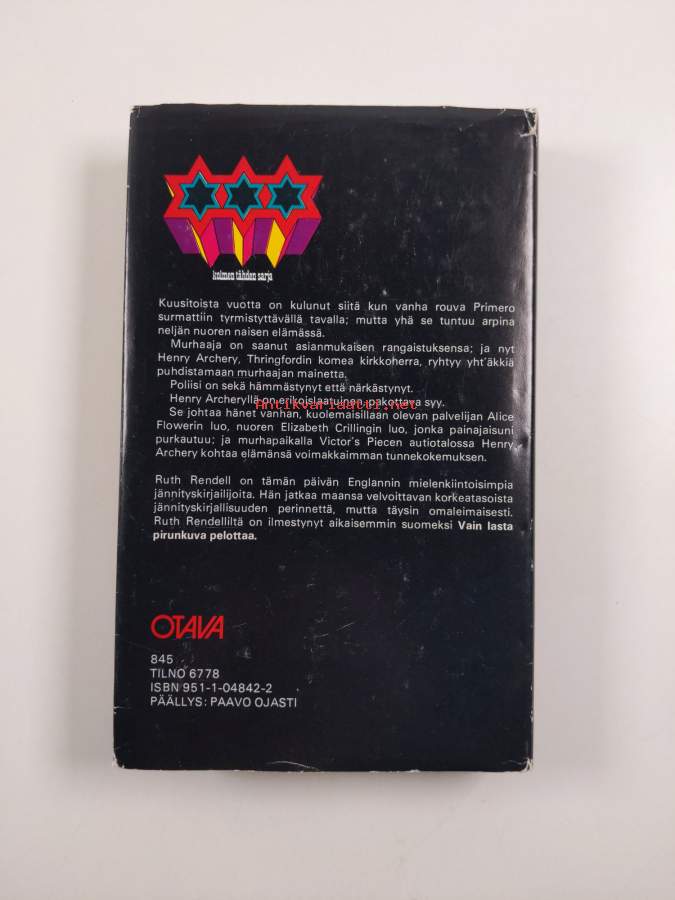 kolmen tähden sarja
Kuusitoista vuotta on kulunut siitä kun vanha rouva Primero
surmattiin tyrmistyttävällä tavalla; mutta yhä se tuntuu arpina
neljän nuoren naisen elämässä.
Murhaaja on saanut asianmukaisen rangaistuksensa; ja nyt
Henry Archery, Thringfordin komea kirkkoherra, ryhtyy yht'äkkiä
puhdistamaan murhaajan mainetta.
Poliisi on sekä hämmästynyt että närkästynyt.
Henry Archeryllä on erikoislaatuinen, pakottava syy.
Antikvariaatti.net
Se johtaa hänet vanhan, kuolemaisillaan olevan palvelijan Alice
Flowerin luo, nuoren Elizabeth Crillingin luo, jonka painajaisuni
purkautuu; ja murhapaikalla Victor's Piecen autiotalossa Henry
Archery kohtaa elämänsä voimakkaimman tunnekokemuksen.
Ruth Rendell on tämän päivän Englannin mielenkiintoisimpia
jännityskirjailijoita. Hän jatkaa maansa velvoittavan korkeatasoista
jännityskirjallisuuden perinnettä, mutta täysin omaleimaisesti.
Ruth Rendelliltä on ilmestynyt aikaisemmin suomeksi Vain lasta
pirunkuva pelottaa.
OTAVA
845
TILNO 6778
ISBN 951-1-04842-2
PÄÄLLYS: PAAVO OJASTI